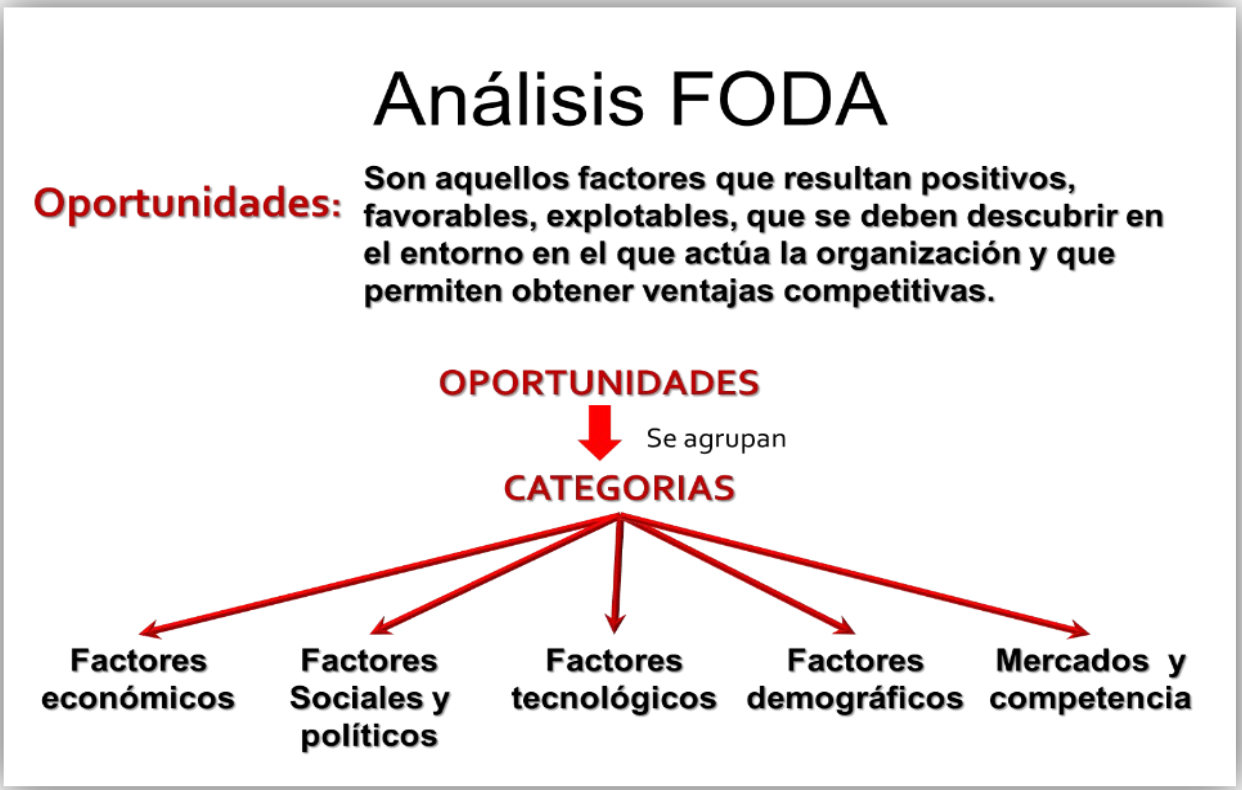 Análisis FODA
Oportunidades:
Son aquellos factores que resultan positivos,
favorables, explotables, que se deben descubrir en
el entorno en el que actúa la organización y que
permiten obtener ventajas competitivas.
OPORTUNIDADES
Se agrupan
CATEGORIAS
Factores
económicos
Factores
Sociales y
políticos
Factores
tecnológicos
Factores
demográficos
Mercados y
competencia